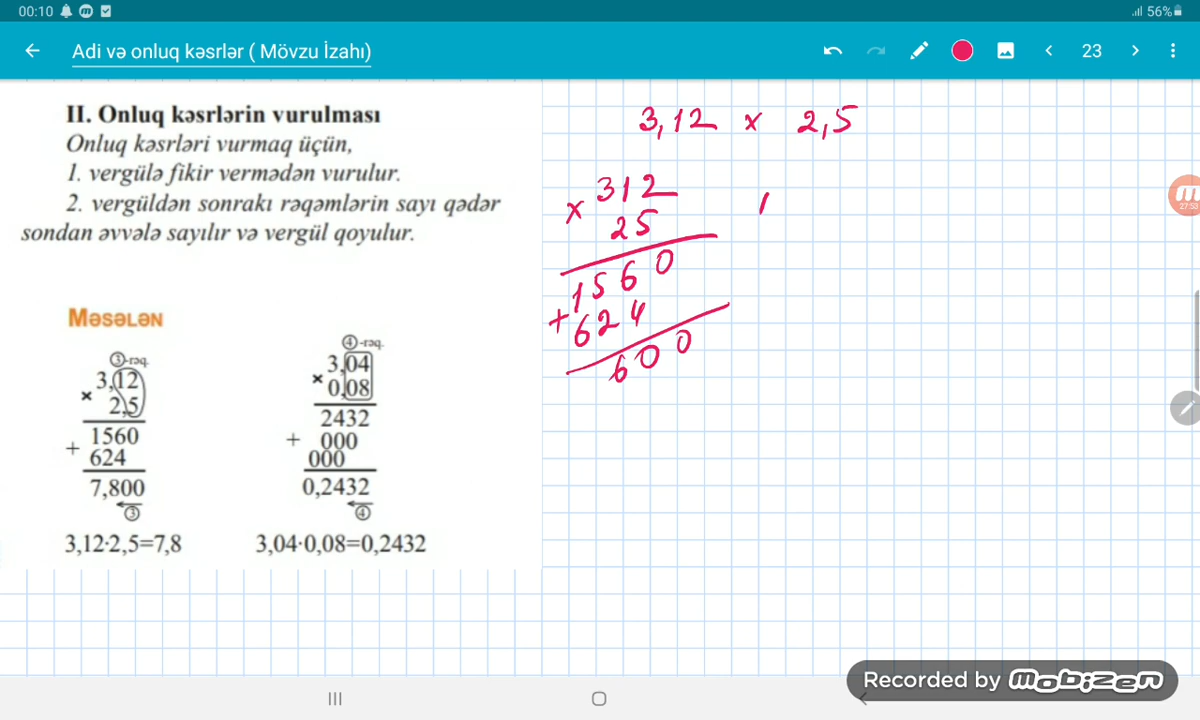 00:10
56%
Adi və onluq kəsrlər ( Mövzu İzahı)
23
II. Onluq kəsrlərin vurulması
Onluq kəsrləri vurmaq üçün,
1. vergülə fikir vermədən vurulur.
2. vergüldən sonrakı rəqəmlərin sayı qədər
sondan əvvələ sayılır və vergül qoyulur.
Məsələn
3-rəq.
3,12
× 2,5
1560
+ 624
7,800
3
3,12·2,5=7,8
4-rəq.
3,04
× 0,08
2432
+ 000
000
0,2432
4
3,04·0,08=0,2432
3,12 x 2,5
x 312
25
1560
+ 624
600
27:53
Recorded by mobizen